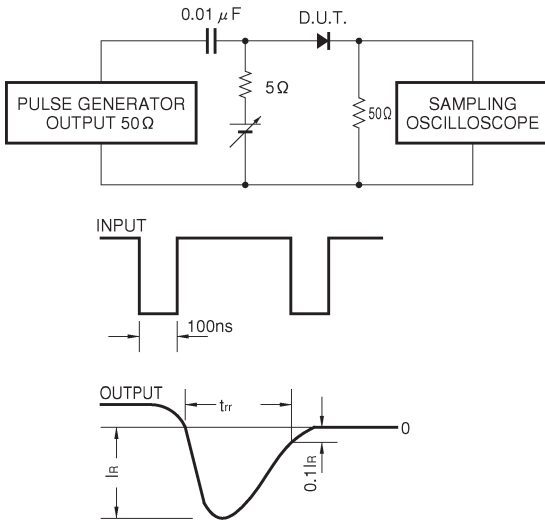 0.01 μF
D.U.T.
5Ω
50Ω
PULSE GENERATOR
OUTPUT 50Ω
SAMPLING
OSCILLOSCOPE
INPUT
100ns
OUTPUT
trr
0
IR
0.1IR